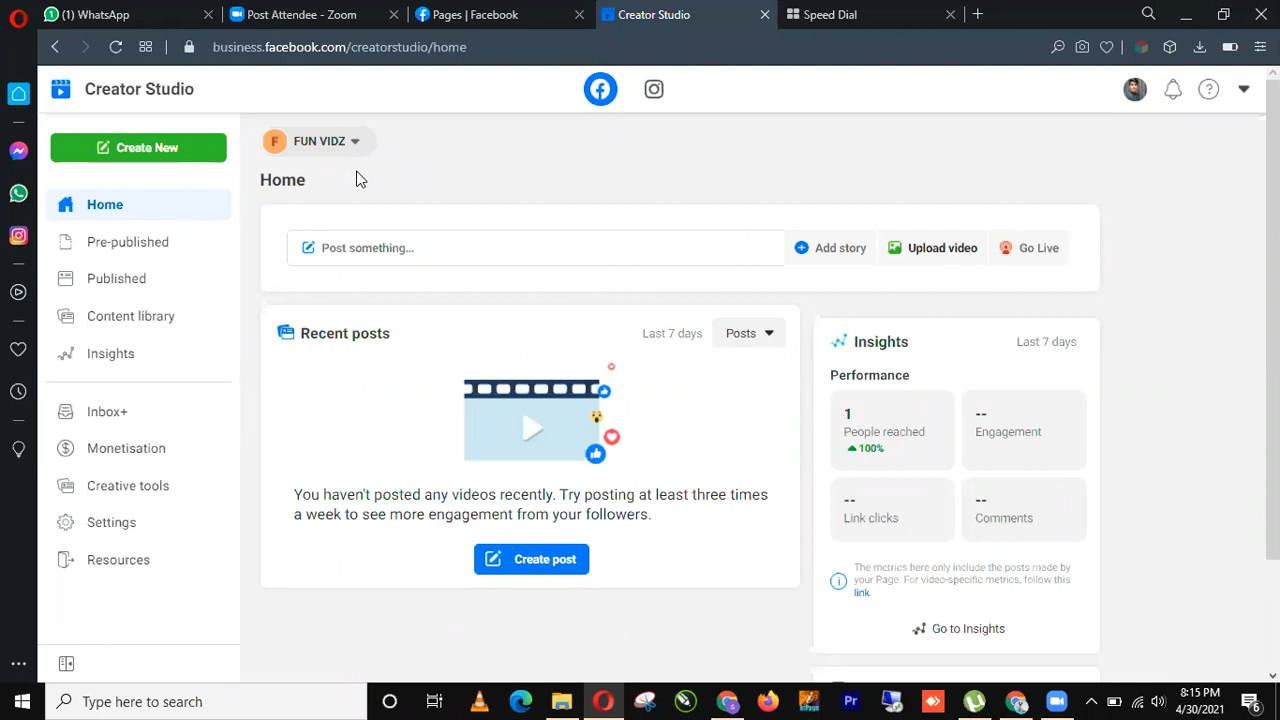 (1) WhatsApp
Post Attendee - Zoom
Pages | Facebook
Creator Studio
Speed Dial
business.facebook.com/creatorstudio/home
Creator Studio
Create New
F FUN VIDZ
Home
Home
Pre-published
Published
Content library
Insights
Inbox+
Monetisation
Creative tools
Settings
Resources
Post something...
Add story
Upload video
Go Live
Recent posts
Last 7 days
Posts
You haven't posted any videos recently. Try posting at least three times
a week to see more engagement from your followers.
Create post
Insights
Last 7 days
Performance
1
People reached
100%
--
Engagement
--
Link clicks
--
Comments
The metrics here only include the posts made by
your Page. For video-specific metrics, follow this
link.
Go to Insights
Type here to search
Pr
8:15 PM
4/30/2021
6